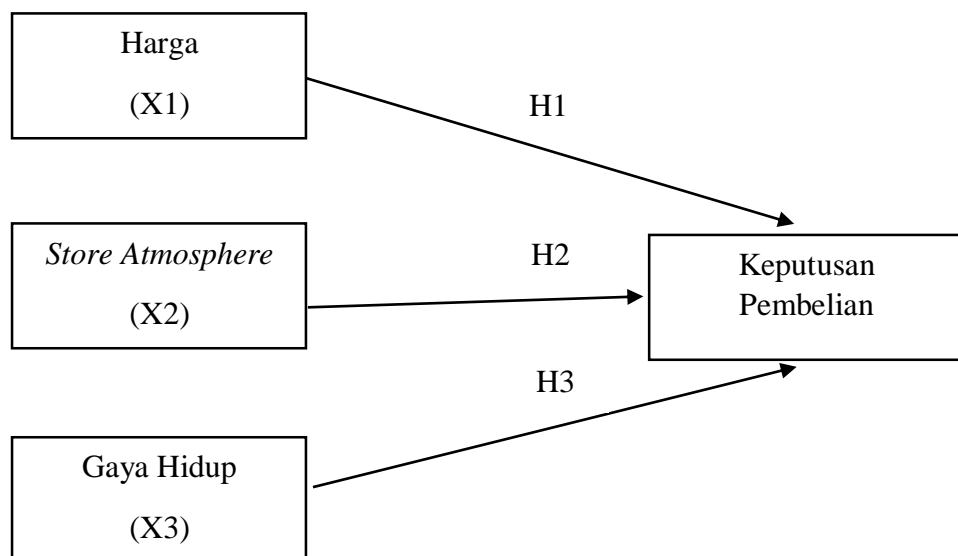 Harga
(X1)
H1
Store Atmosphere
(X2)
H2
Keputusan
Pembelian
H3
Gaya Hidup
(X3)